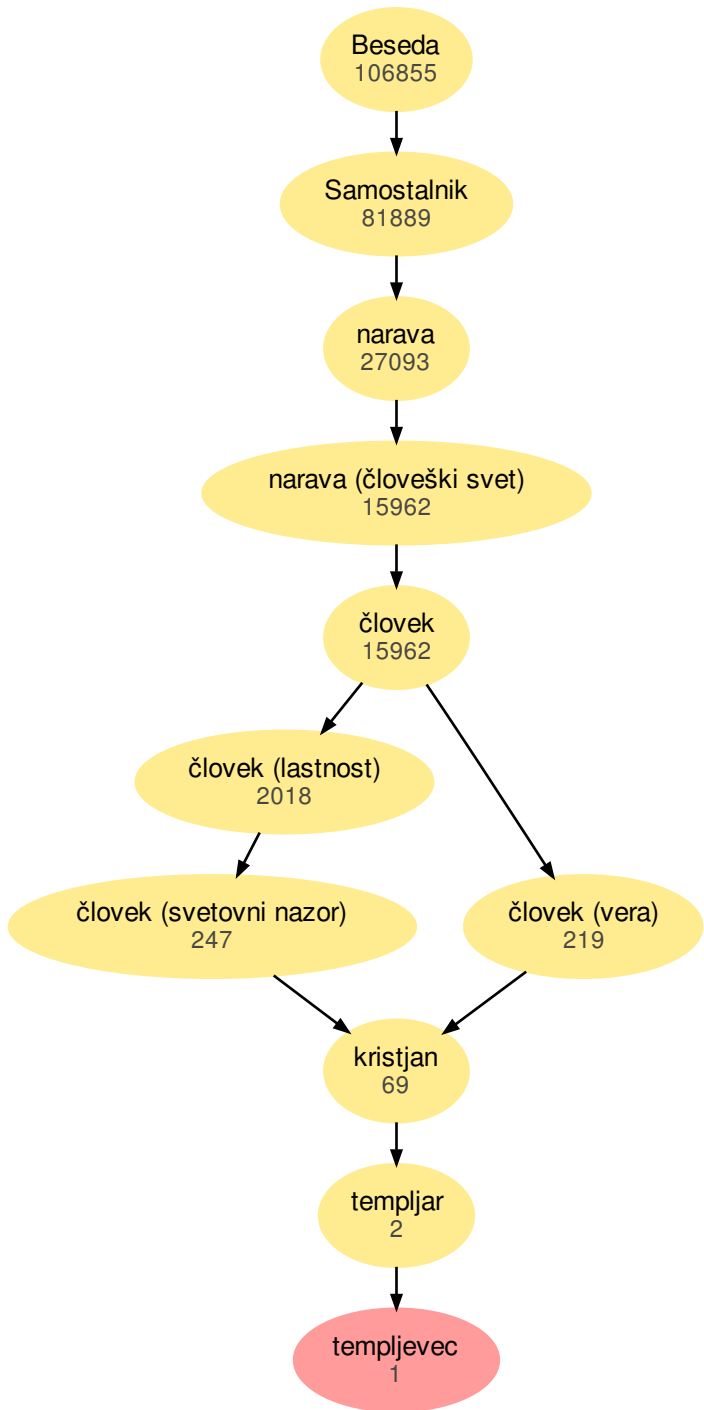 Beseda
106855
Samostalnik
81889
narava
27093
narava (človeški svet)
15962
človek
15962
človek (lastnost)
2018
človek (svetovni nazor)
247
človek (vera)
219
kristjan
69
templjar
2
templjevec
1